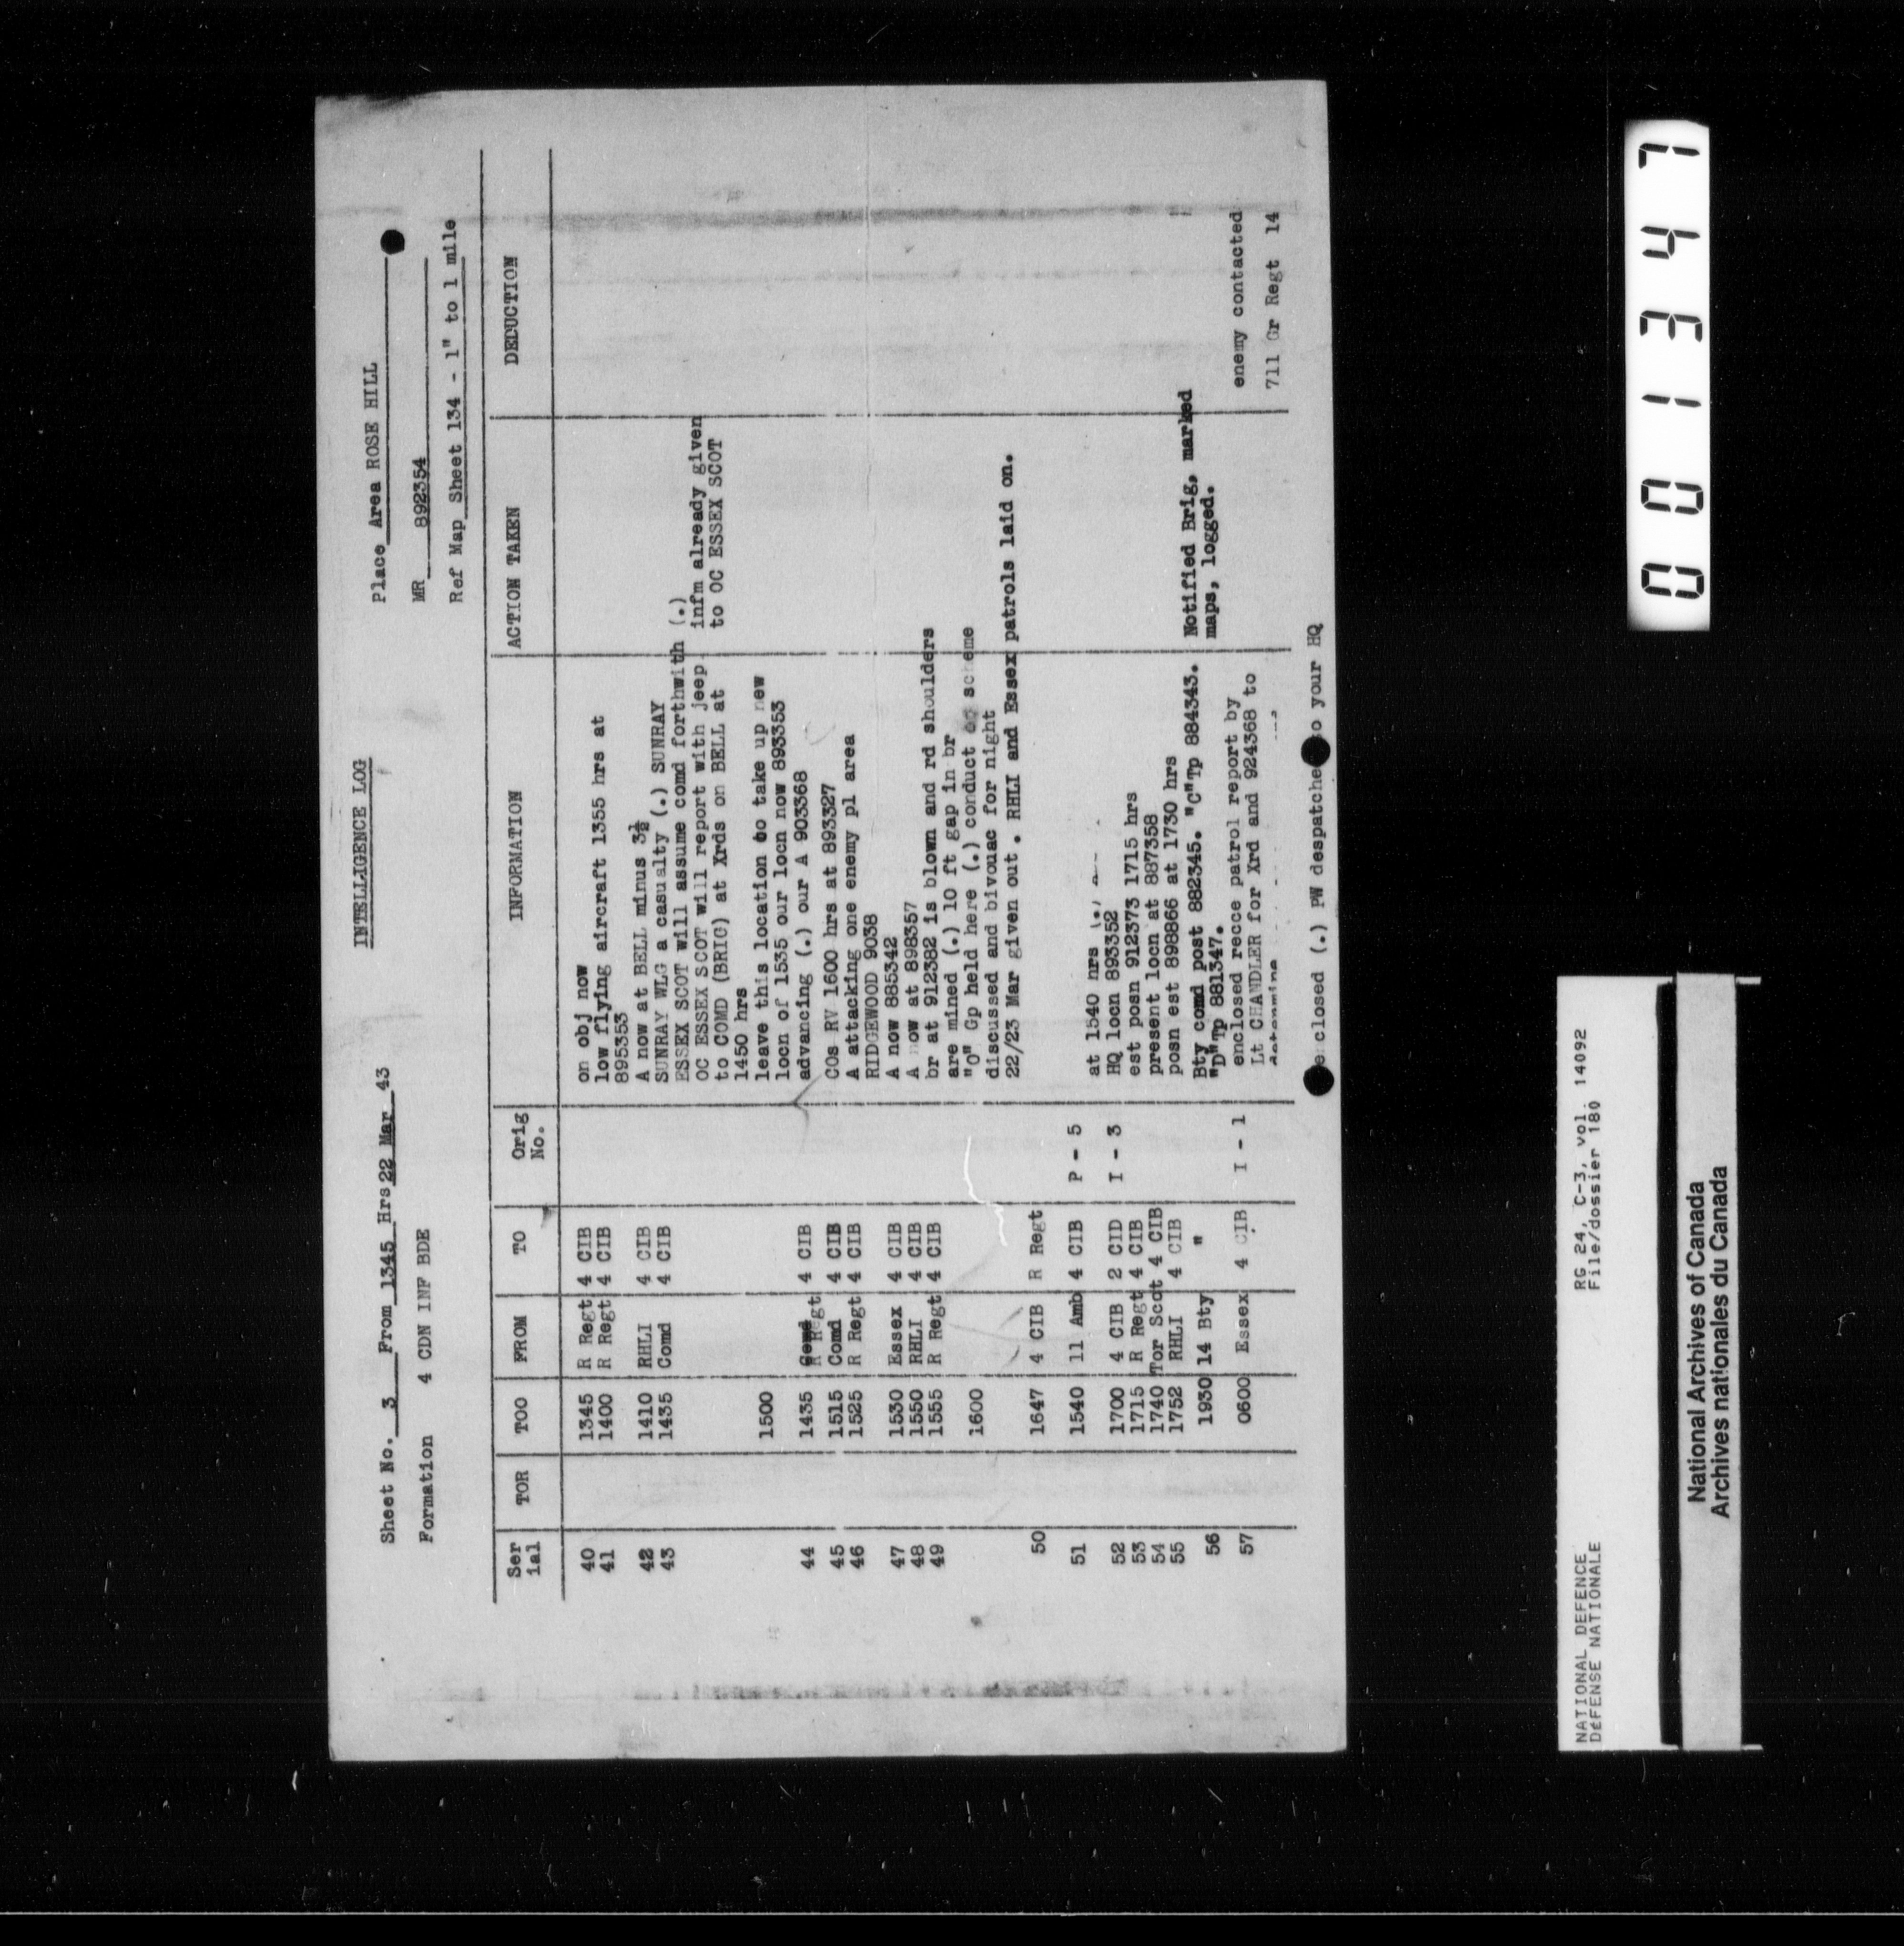 INTELLIGENCE LOG
Sheet No. 3 From 1345 Hrs 22 Mar 43
Place Area ROSE HILL
Formation 4 CDN INF BDE
MR 892354
Ref Map Sheet 134 - 1" to 1 mile
Ser ial TOR TOO FROM TO Orig No. INFORMATION ACTION TAKEN DEDUCTION
40 1345 R Regt 4 CIB on obj now
41 1400 R Regt 4 CIB low flying aircraft 1355 hrs at
895353
42 1410 RHLI 4 CIB A now at BELL minus 3½
43 1435 Comd 4 CIB SUNRAY WLG a casualty (.) SUNRAY
ESSEX SCOT will assume comd forthwith (.)
OC ESSEX SCOT will report with jeep infm already given
to COMD (BRIC) at Xrds on BELL at to OC ESSEX SCOT
1450 hrs
1500 leave this location to take up new
locn of 1535 our locn now 893353
44 1435 R Regt 4 CIB advancing (.) our A 903368
45 1515 Comd 4 CIB COs RV 1600 hrs at 893327
46 1525 R Regt 4 CIB A attacking one enemy pl area
RIDGEWOOD 9038
47 1530 Essex 4 CIB A now 885342
48 1550 RHLI 4 CIB A now at 898357
49 1555 R Regt 4 CIB br at 912382 is blown and rd shoulders
are mined (.) 10 ft gap in br
1600 "O" Gp held here (.) conduct scheme
discussed and bivouac for night
22/23 Mar given out . RHLI and Essex patrols laid on.
50 1647 4 CIB R Regt
51 1540 11 Amb 4 CIB P - 5 at 1540 hrs
52 1700 4 CIB 2 CID I - 3 HQ locn 893352
53 1715 R Regt 4 CIB est posn 912373 1715 hrs
54 1740 Tor Scot 4 CIB present locn at 887358
55 1752 RHLI 4 CIB posn est 898866 at 1730 hrs
56 1930 14 Bty " Bty comd post 882345. "C"Tp 884343. Notified Brig, marked
"D"Tp 881347. maps, logged.
57 0600 Essex 4 CIB I - 1 enclosed recce patrol report by enemy contacted
Lt CHANDLER for Xrd and 924368 to
711 Gr Regt 14
closed (.) PW despatche so your HQ
001347
NATIONAL DEFENCE RG 24, C-3, vol. 14092
DéFENSE NATIONALE File/dossier 180
National Archives of Canada
Archives nationales du Canada